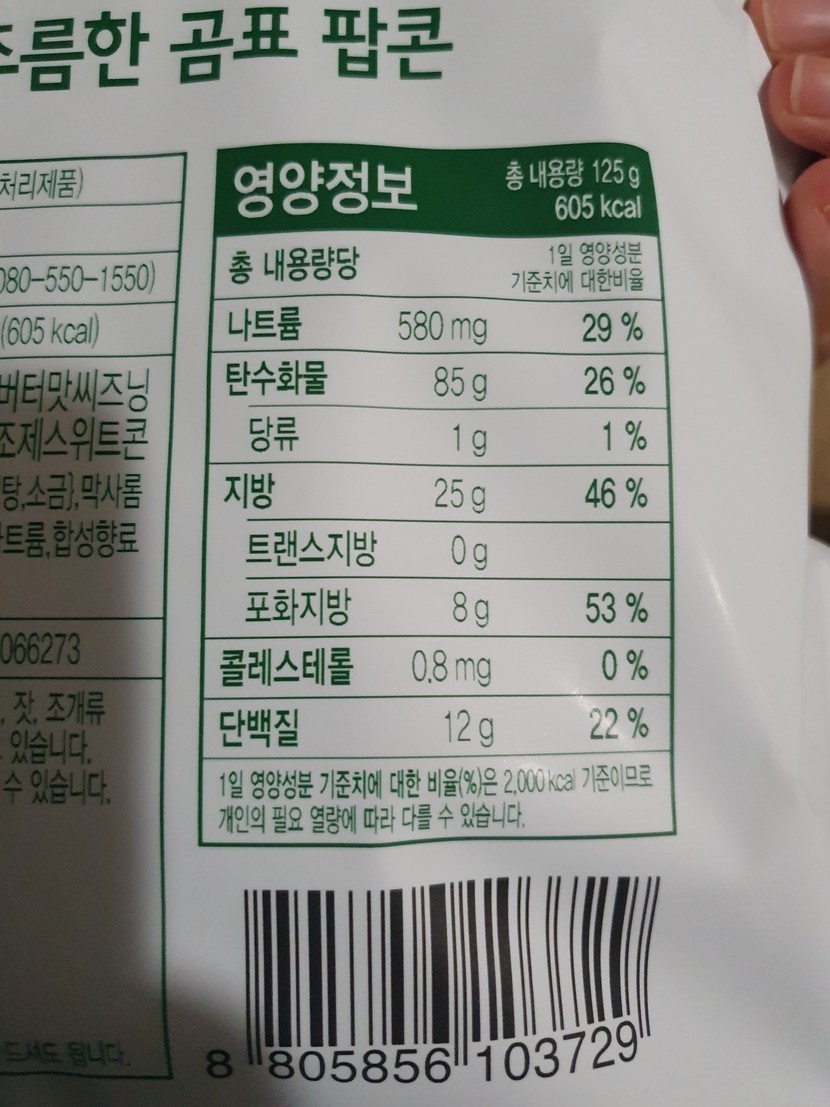 곰표 팝콘
처리제품)
080-550-1550)
(605 kcal)
버터맛씨즈닝
조제스위트콘
탕,소금},막사롬
트륨,합성향료
066273
, 잣, 조개류
있습니다.
수 있습니다.
드셔도 됩니다.
영양정보
총 내용량 125 g
605 kcal
총 내용량당
1일 영양성분
기준치에 대한비율
나트륨 580 mg 29 %
탄수화물 85 g 26 %
당류 1 g 1 %
지방 25 g 46 %
트랜스지방 0 g
포화지방 8 g 53 %
콜레스테롤 0.8 mg 0 %
단백질 12 g 22 %
1일 영양성분 기준치에 대한 비율(%)은 2,000 kcal 기준이므로
개인의 필요 열량에 따라 다를 수 있습니다.
8 805856 103729